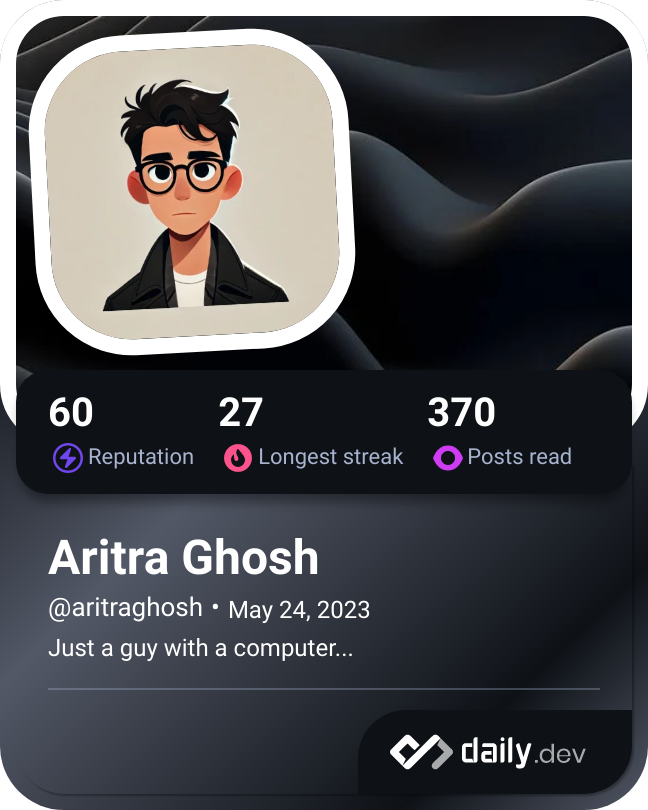 60 27 370
Reputation Longest streak Posts read
Aritra Ghosh
@aritraghosh • May 24, 2023
Just a guy with a computer...
daily.dev